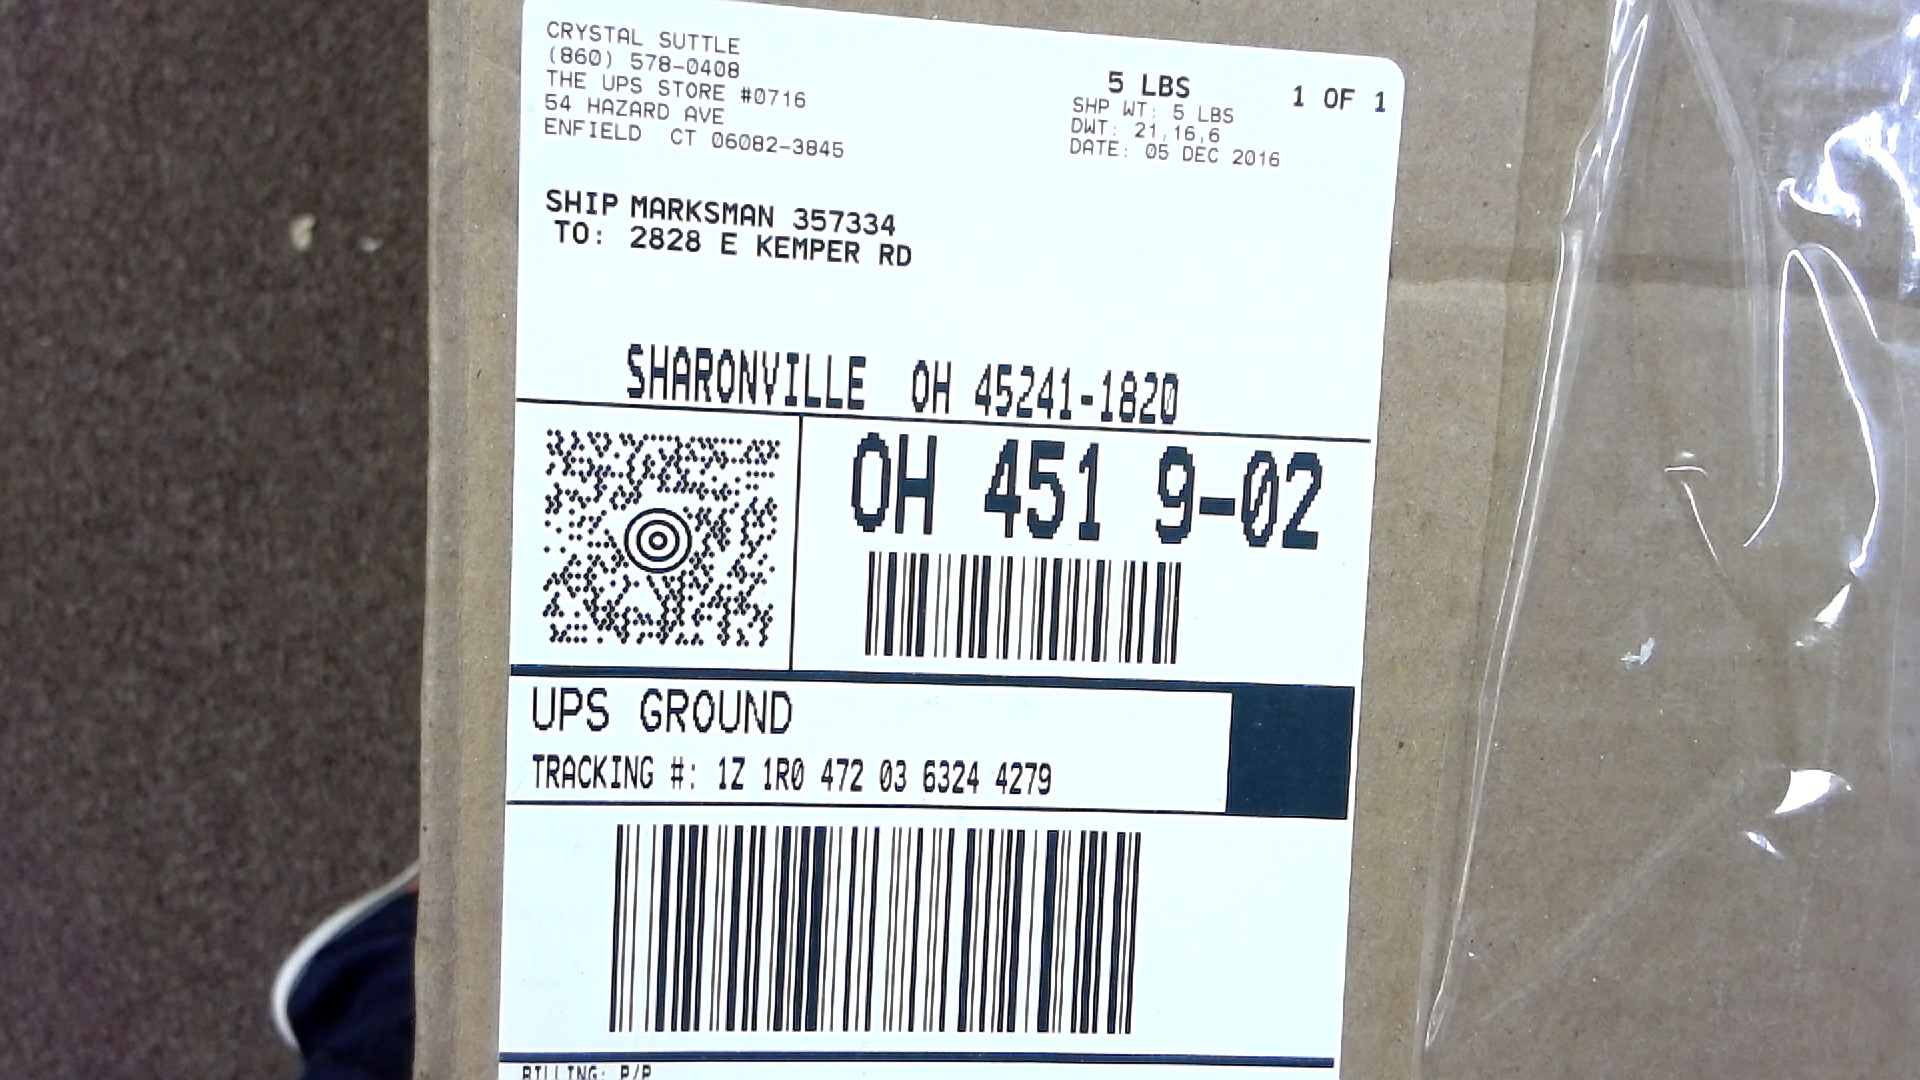 CRYSTAL SUTTLE
(860) 578-0408
THE UPS STORE #0716
54 HAZARD AVE
ENFIELD CT 06082-3845
5 LBS 1 OF 1
SHP WT: 5 LBS
DWT: 21,16,6
DATE: 05 DEC 2016
SHIP MARKSMAN 357334
TO: 2828 E KEMPER RD
SHARONVILLE OH 45241-1820
OH 451 9-02
UPS GROUND
TRACKING #: 1Z 1R0 472 03 6324 4279
BILLING: P/P